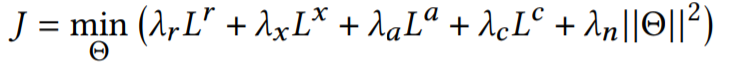 J = min_Θ (λ_r L^r + λ_x L^x + λ_a L^a + λ_c L^c + λ_n ||Θ||²)